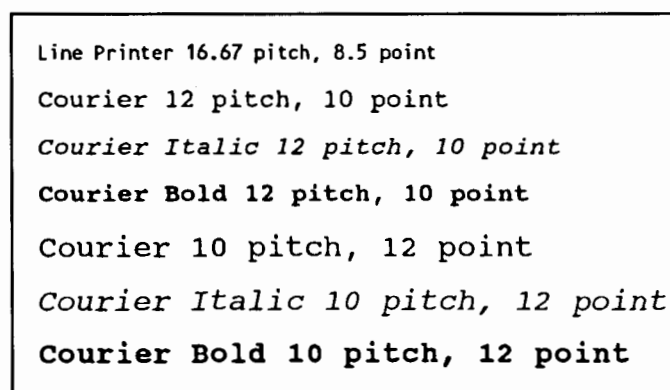 Line Printer 16.67 pitch, 8.5 point
Courier 12 pitch, 10 point
Courier Italic 12 pitch, 10 point
Courier Bold 12 pitch, 10 point
Courier 10 pitch, 12 point
Courier Italic 10 pitch, 12 point
Courier Bold 10 pitch, 12 point